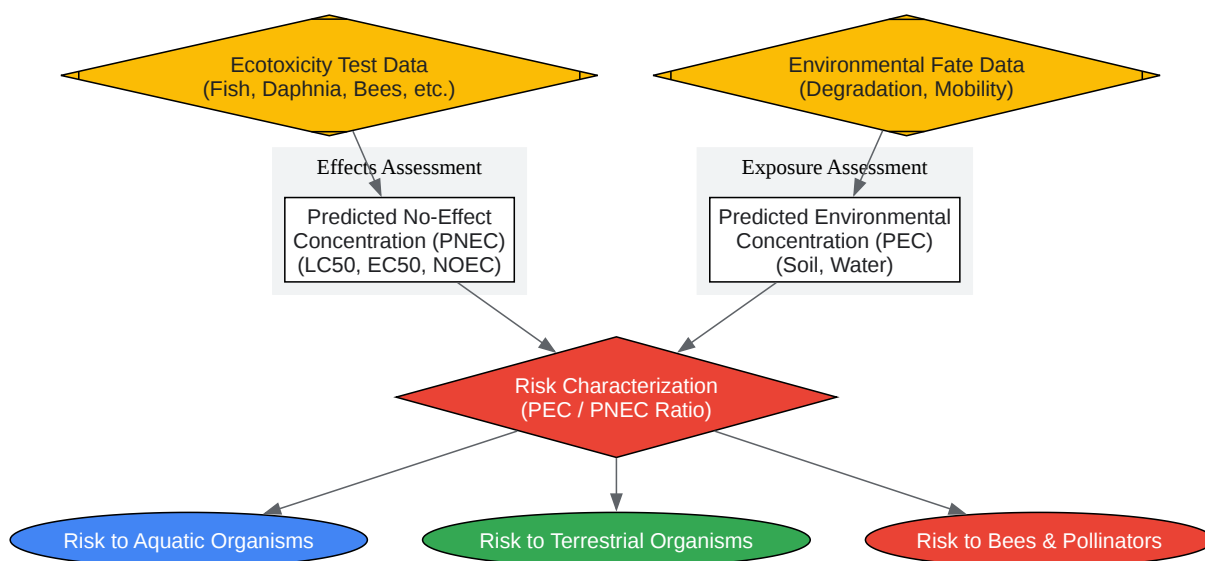 Ecotoxicity Test Data
(Fish, Daphnia, Bees, etc.)
Environmental Fate Data
(Degradation, Mobility)
Effects Assessment
Exposure Assessment
Predicted No-Effect
Concentration (PNEC)
(LC50, EC50, NOEC)
Predicted Environmental
Concentration (PEC)
(Soil, Water)
Risk Characterization
(PEC / PNEC Ratio)
Risk to Aquatic Organisms
Risk to Terrestrial Organisms
Risk to Bees & Pollinators